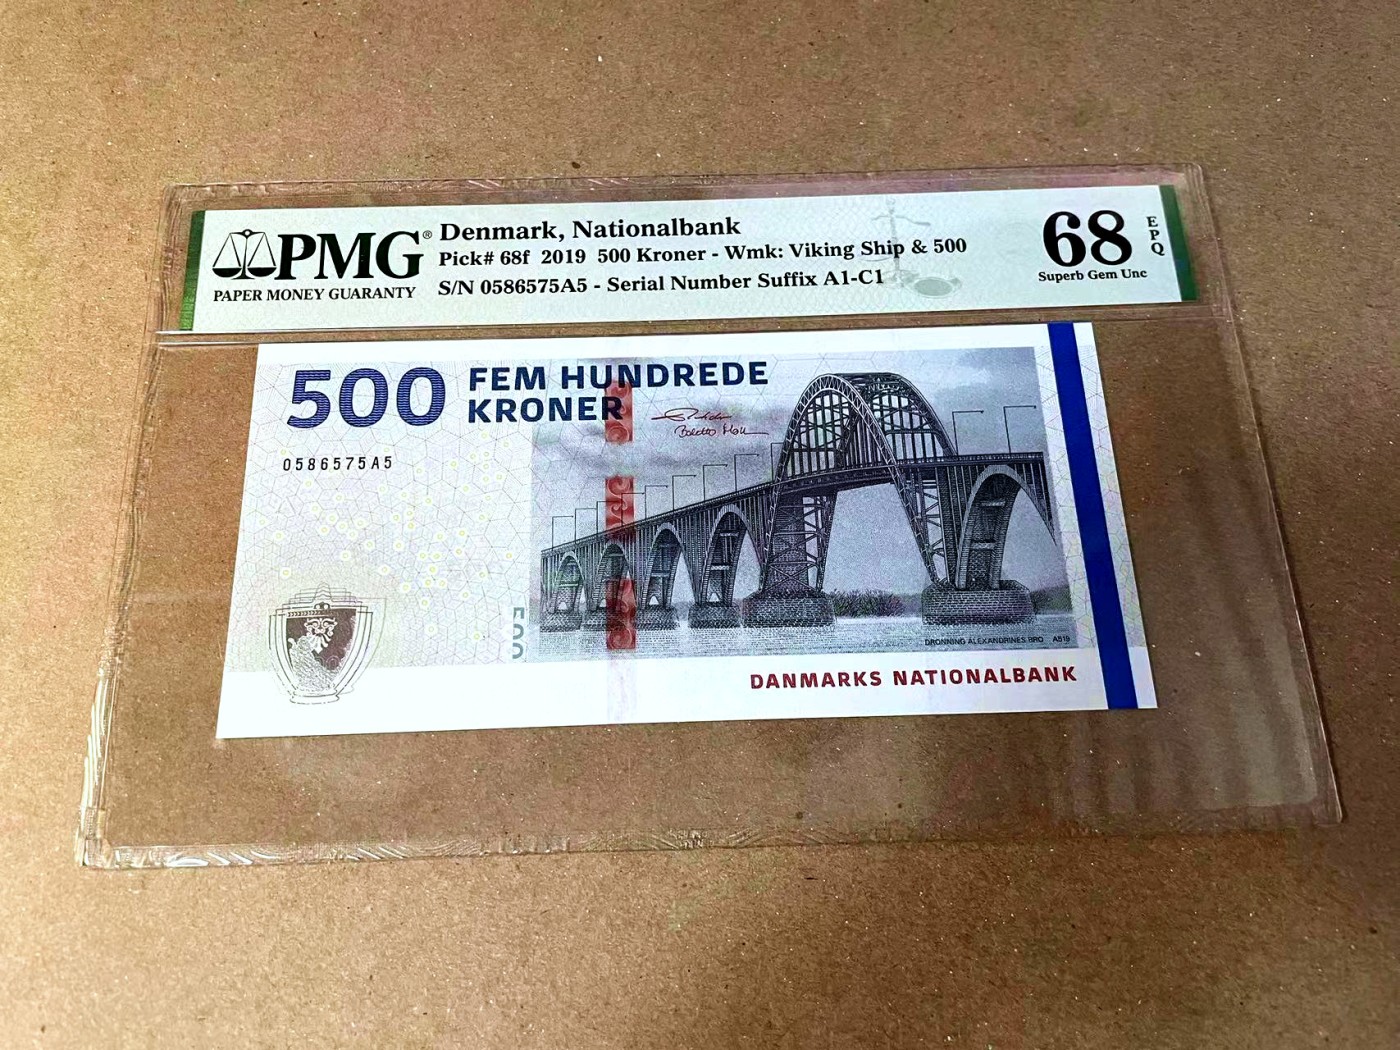 PMG®
PAPER MONEY GUARANTY
Denmark, Nationalbank
Pick# 68f 2019 500 Kroner - Wmk: Viking Ship & 500
S/N 0586575A5 - Serial Number Suffix A1-C1
68
EPQ
Superb Gem Unc
500
FEM HUNDREDE
KRONER
0586575A5
500
DRONNING ALEXANDRINES BRO A519
DANMARKS NATIONALBANK